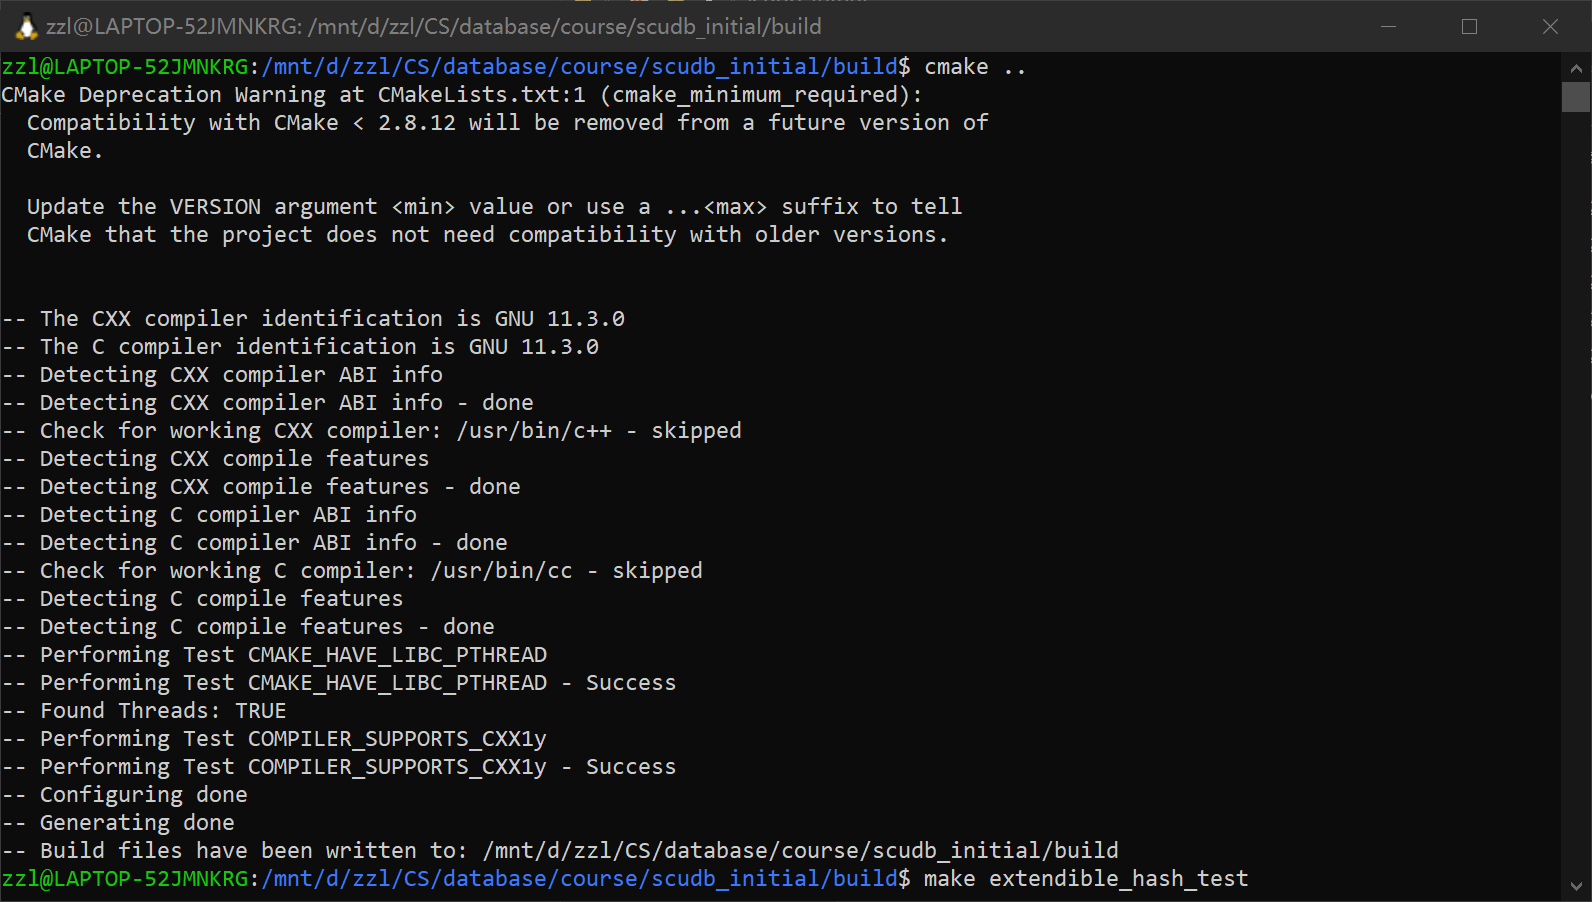 zzl@LAPTOP-52JMNKRG: /mnt/d/zzl/CS/database/course/scudb_initial/build
zzl@LAPTOP-52JMNKRG:/mnt/d/zzl/CS/database/course/scudb_initial/build$ cmake ..
CMake Deprecation Warning at CMakeLists.txt:1 (cmake_minimum_required):
  Compatibility with CMake < 2.8.12 will be removed from a future version of
  CMake.
  Update the VERSION argument <min> value or use a ...<max> suffix to tell
  CMake that the project does not need compatibility with older versions.
-- The CXX compiler identification is GNU 11.3.0
-- The C compiler identification is GNU 11.3.0
-- Detecting CXX compiler ABI info
-- Detecting CXX compiler ABI info - done
-- Check for working CXX compiler: /usr/bin/c++ - skipped
-- Detecting CXX compile features
-- Detecting CXX compile features - done
-- Detecting C compiler ABI info
-- Detecting C compiler ABI info - done
-- Check for working C compiler: /usr/bin/cc - skipped
-- Detecting C compile features
-- Detecting C compile features - done
-- Performing Test CMAKE_HAVE_LIBC_PTHREAD
-- Performing Test CMAKE_HAVE_LIBC_PTHREAD - Success
-- Found Threads: TRUE
-- Performing Test COMPILER_SUPPORTS_CXX1y
-- Performing Test COMPILER_SUPPORTS_CXX1y - Success
-- Configuring done
-- Generating done
-- Build files have been written to: /mnt/d/zzl/CS/database/course/scudb_initial/build
zzl@LAPTOP-52JMNKRG:/mnt/d/zzl/CS/database/course/scudb_initial/build$ make extendible_hash_test